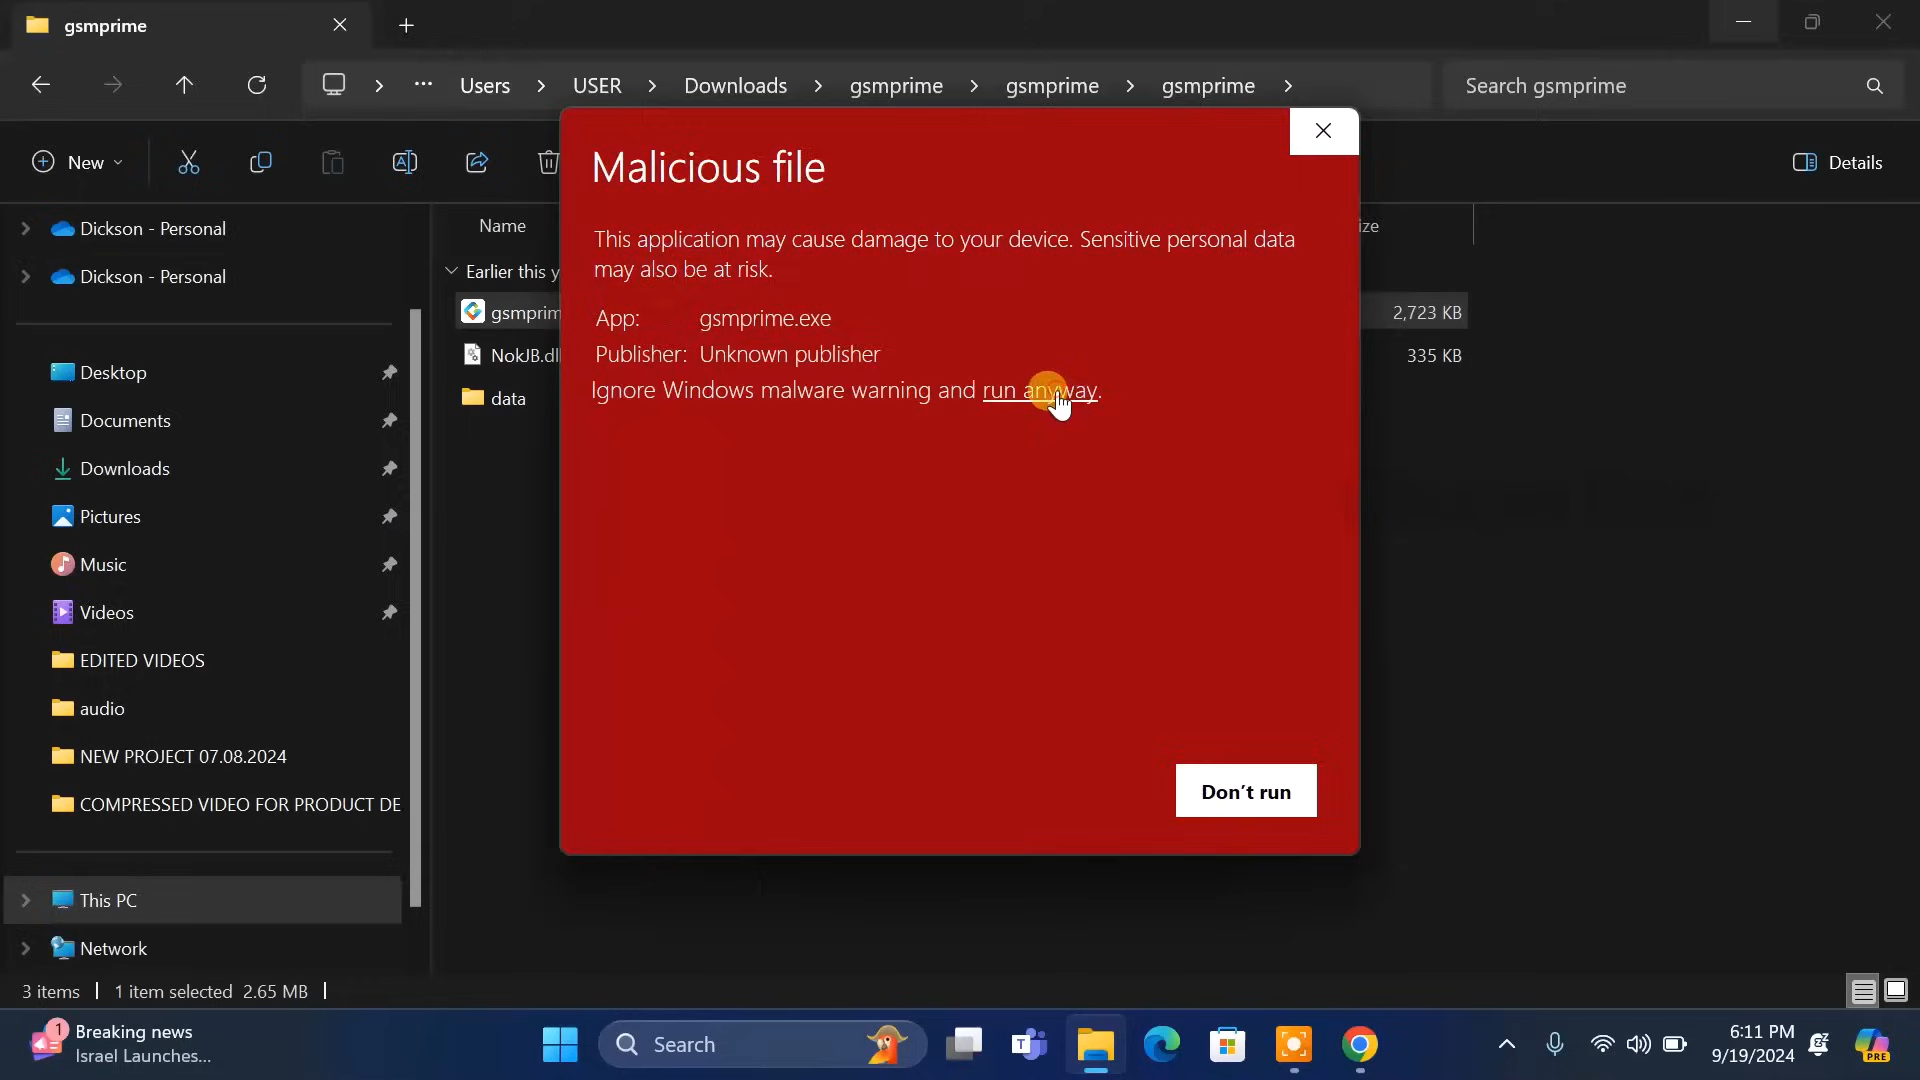 gsmprime
Users
USER
Downloads
gsmprime
gsmprime
gsmprime
Search gsmprime
New
Details
Malicious file
This application may cause damage to your device. Sensitive personal data
may also be at risk.
App: gsmprime.exe
Publisher: Unknown publisher
Ignore Windows malware warning and run anyway.
Don't run
Dickson - Personal
Dickson - Personal
Desktop
Documents
Downloads
Pictures
Music
Videos
EDITED VIDEOS
audio
NEW PROJECT 07.08.2024
COMPRESSED VIDEO FOR PRODUCT DE
This PC
Network
Name
ize
Earlier this y
gsmprim
2,723 KB
NokJB.dl
335 KB
data
3 items
1 item selected 2.65 MB
1
Breaking news
Israel Launches...
Search
T
PRE
6:11 PM
9/19/2024